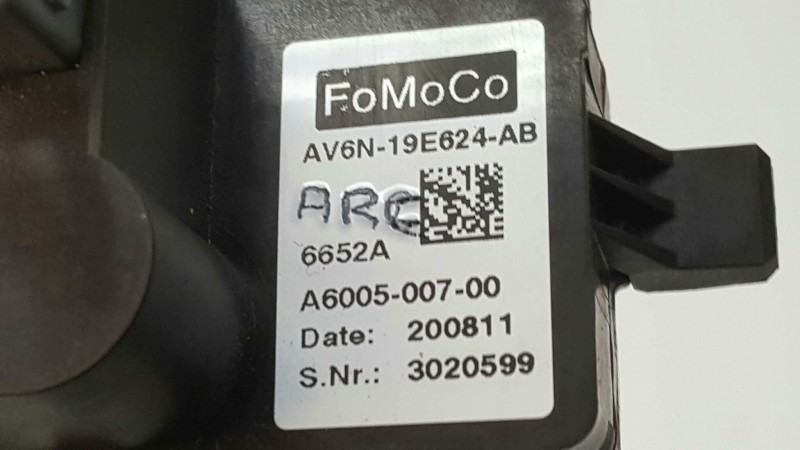 FoMoCo
AV6N-19E624-AB
ARC
6652A
A6005-007-00
Date: 200811
S.Nr.: 3020599